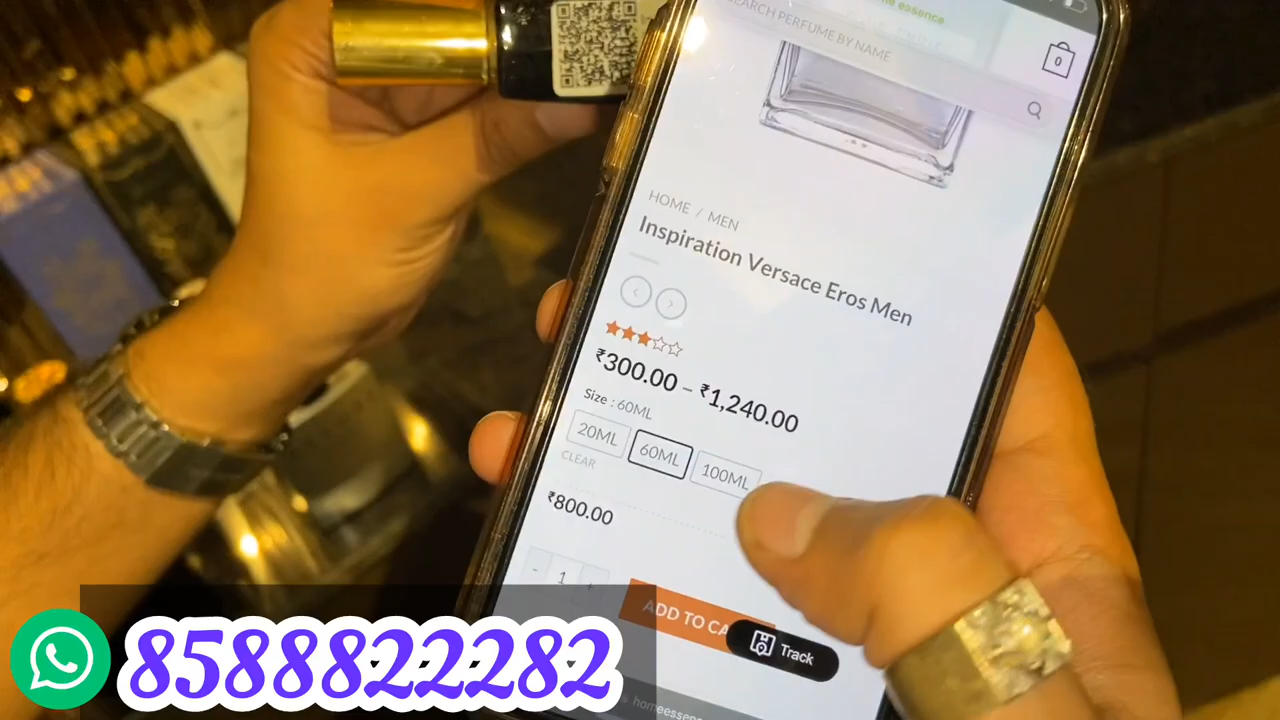 SEARCH PERFUME BY NAME
0
HOME / MEN
Inspiration Versace Eros Men
₹300.00 – ₹1,240.00
Size : 60ML
20ML 60ML 100ML
CLEAR
₹800.00
- 1 +
ADD TO CA
Track
8588822282